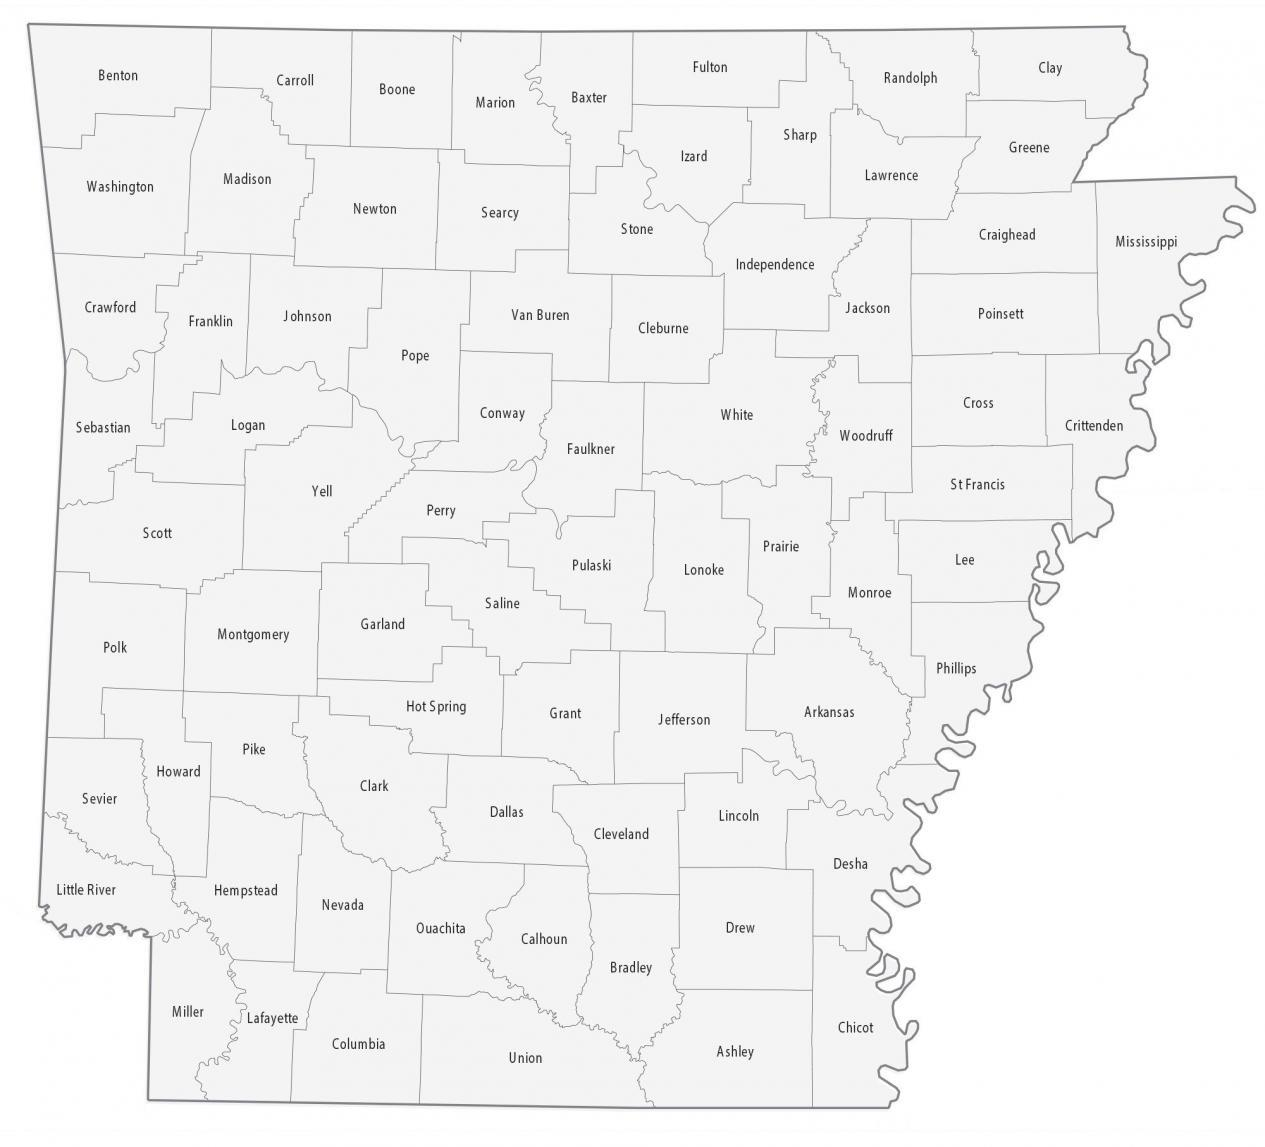 Benton
Carroll
Boone
Marion
Baxter
Fulton
Randolph
Clay
Sharp
Izard
Greene
Lawrence
Washington
Madison
Newton
Searcy
Stone
Craighead
Mississippi
Independence
Crawford
Franklin
Johnson
Van Buren
Cleburne
Jackson
Poinsett
Pope
Conway
White
Cross
Crittenden
Sebastian
Logan
Woodruff
Faulkner
St Francis
Yell
Perry
Scott
Prairie
Pulaski
Lonoke
Lee
Monroe
Saline
Garland
Montgomery
Polk
Phillips
Hot Spring
Grant
Jefferson
Arkansas
Pike
Howard
Clark
Sevier
Dallas
Lincoln
Cleveland
Desha
Little River
Hempstead
Nevada
Ouachita
Calhoun
Drew
Bradley
Miller
Lafayette
Chicot
Columbia
Union
Ashley